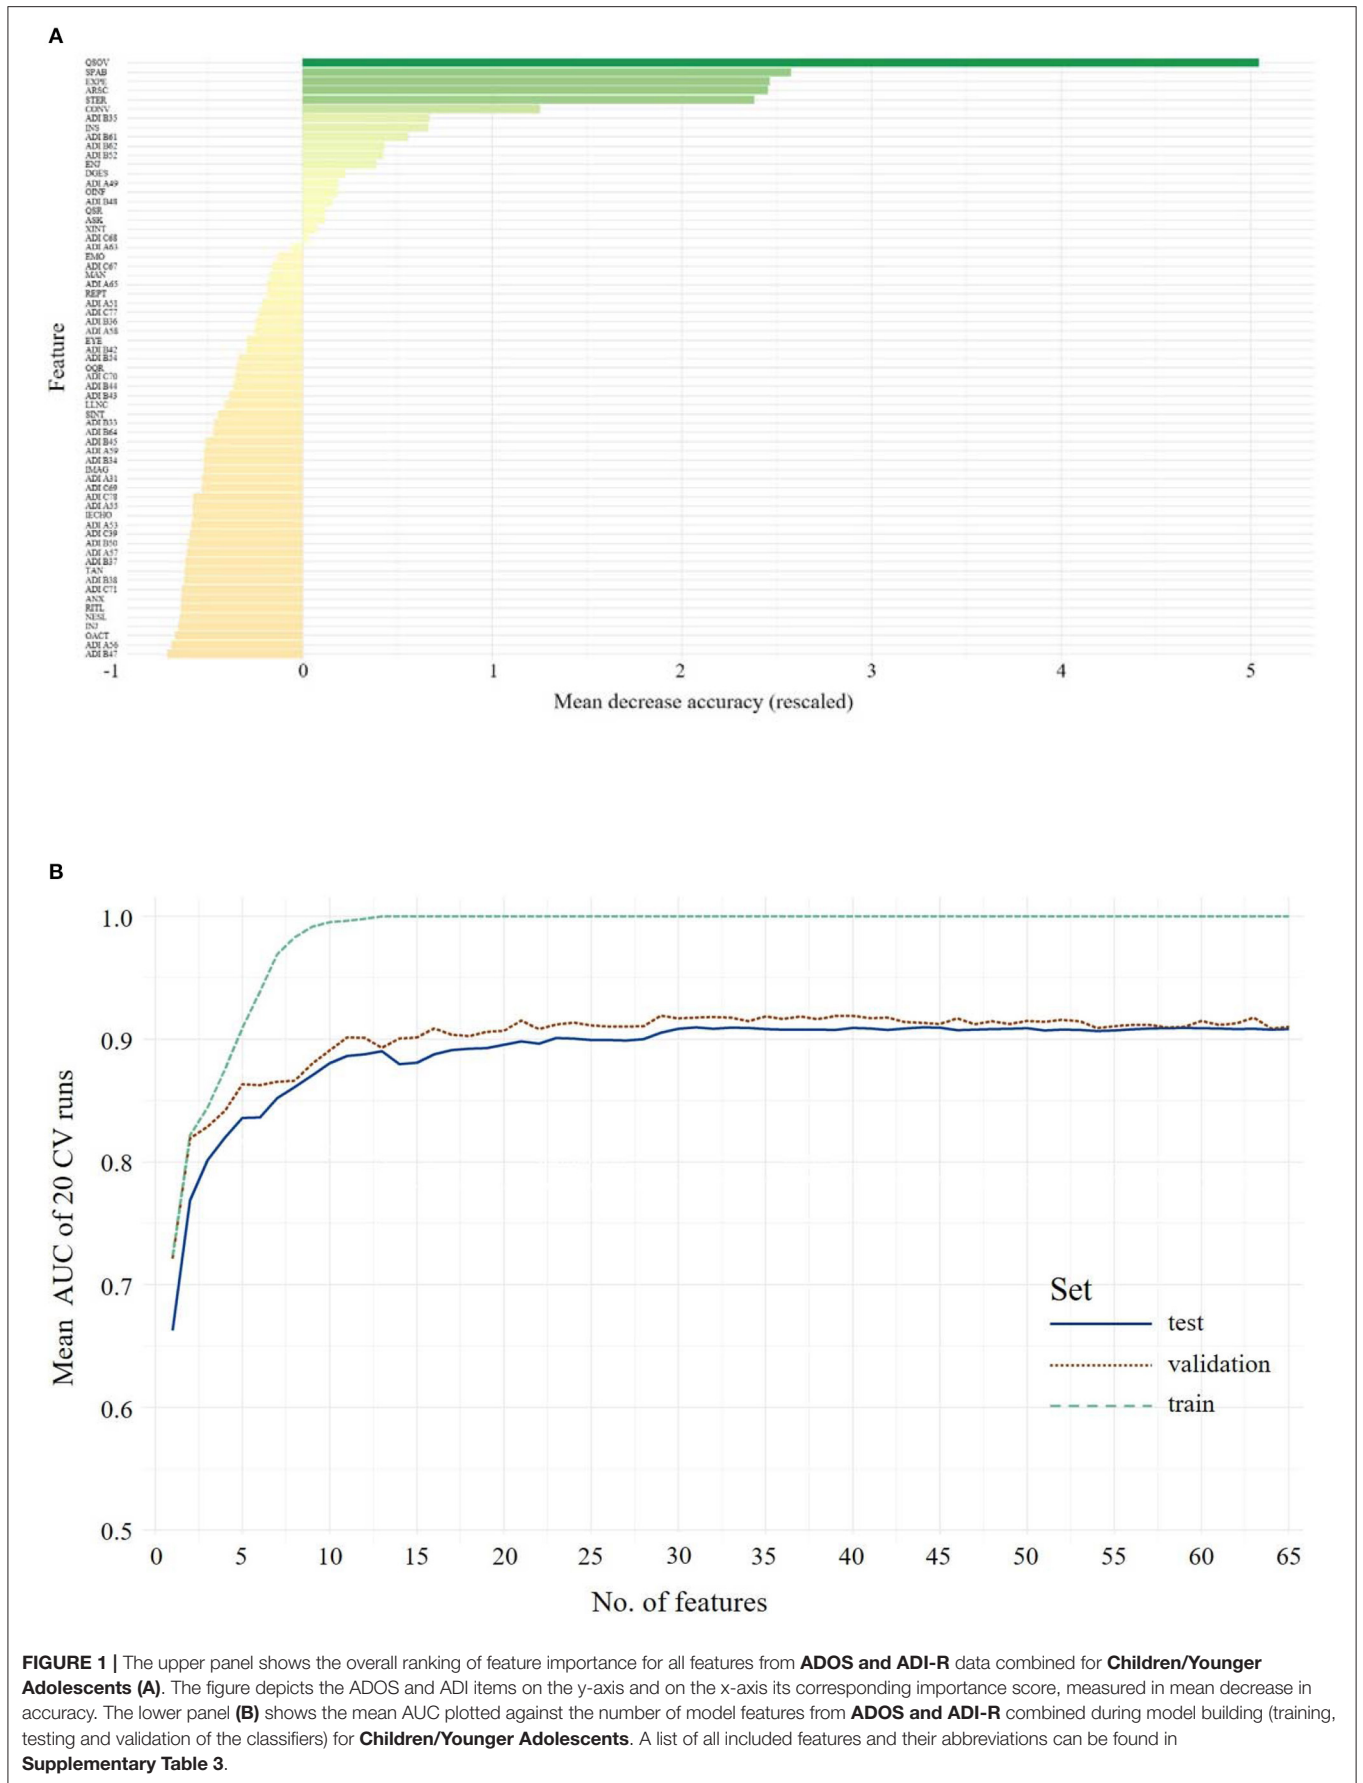 A
QSOV
SPAB
EXPE
ARSC
STER
CONV
ADI B35
INS
ADI B61
ADI B62
ADI B52
ENJ
DGES
ADI A49
OINF
ADI B48
QSR
ASK
XINT
ADI C68
ADI A63
EMO
ADI C67
MAN
ADI A65
REPT
ADI A51
ADI C77
ADI B36
ADI A58
EYE
ADI B42
ADI B54
OQR
ADI C70
ADI B44
ADI B43
LLNC
SINT
ADI B33
ADI B64
ADI B45
ADI A59
ADI B34
IMAG
ADI A31
ADI C69
ADI C78
ADI A55
IECHO
ADI A53
ADI C39
ADI B50
ADI A57
ADI B37
TAN
ADI B38
ADI C71
ANX
RITL
NESL
INJ
OACT
ADI A56
ADI B47
Feature
-1 0 1 2 3 4 5
Mean decrease accuracy (rescaled)
B
1.0
0.9
0.8
0.7
0.6
0.5
Mean AUC of 20 CV runs
Set
test
validation
train
0 5 10 15 20 25 30 35 40 45 50 55 60 65
No. of features
FIGURE 1 | The upper panel shows the overall ranking of feature importance for all features from ADOS and ADI-R data combined for Children/Younger
Adolescents (A). The figure depicts the ADOS and ADI items on the y-axis and on the x-axis its corresponding importance score, measured in mean decrease in
accuracy. The lower panel (B) shows the mean AUC plotted against the number of model features from ADOS and ADI-R combined during model building (training,
testing and validation of the classifiers) for Children/Younger Adolescents. A list of all included features and their abbreviations can be found in
Supplementary Table 3.